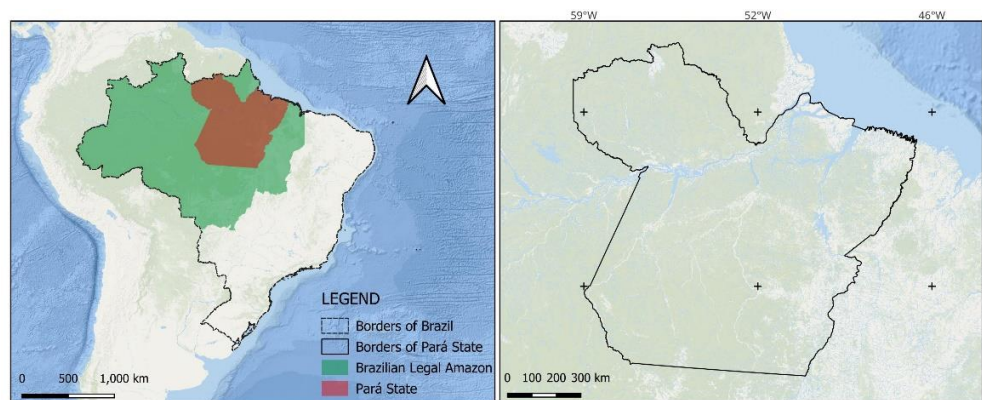 59°W 52°W 46°W
LEGEND
Borders of Brazil
Borders of Pará State
Brazilian Legal Amazon
Pará State
0 500 1,000 km
0 100 200 300 km